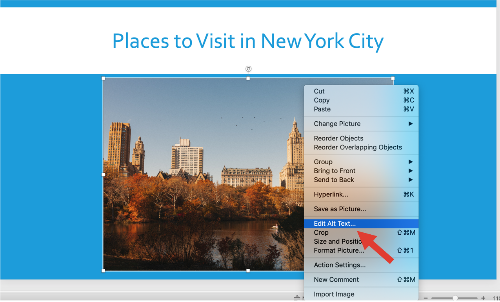 Places to Visit in New York City
Cut ⌘X
Copy ⌘C
Paste ⌘V
Change Picture ▶
Reorder Objects
Reorder Overlapping Objects
Group ▶
Bring to Front ▶
Send to Back ▶
Hyperlink... ⌘K
Save as Picture...
Edit Alt Text...
Crop ⇧⌘M
Size and Position
Format Picture... ⇧⌘1
Action Settings...
New Comment ⇧⌘M
Import Image